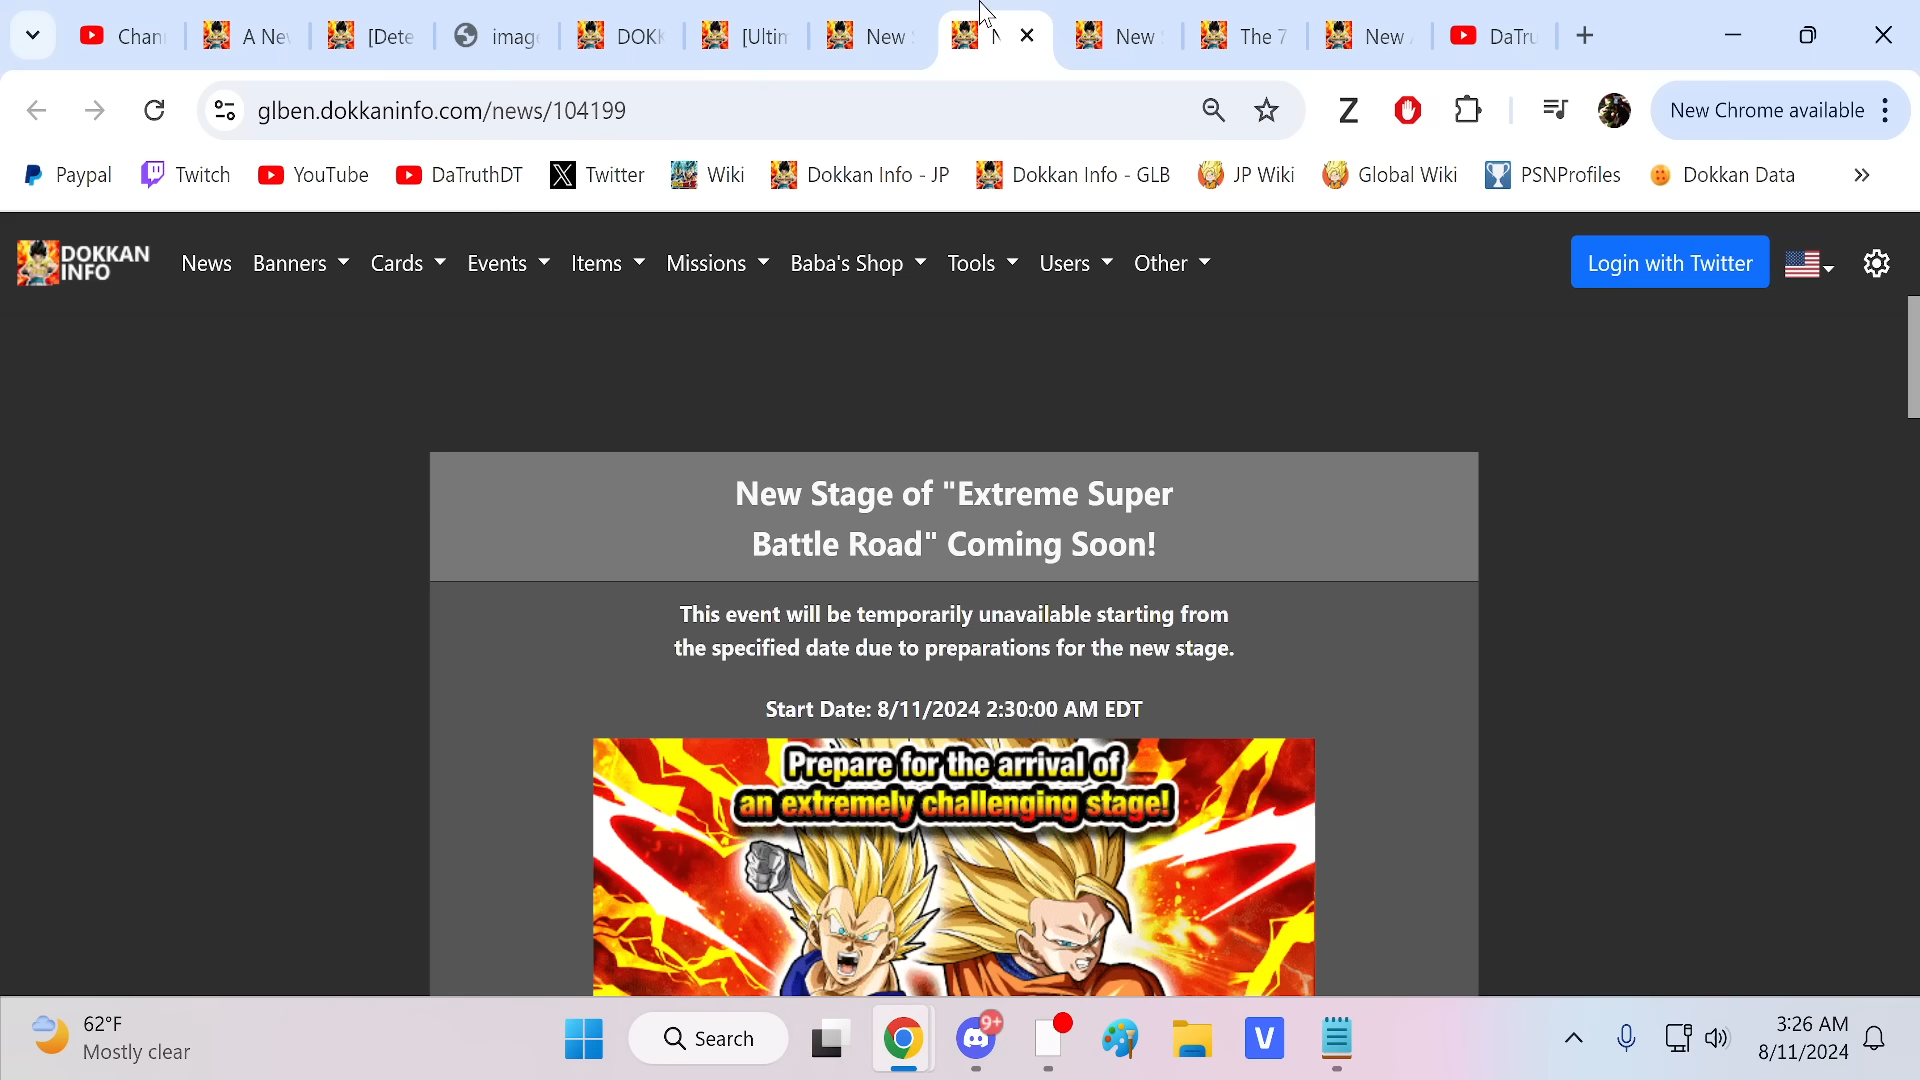 Chan
A Nev
[Dete
imag
DOKK
[Ultim
New
N
New
The 7
New
DaTru
glben.dokkaninfo.com/news/104199
Z
New Chrome available
Paypal
Twitch
YouTube
DaTruthDT
Twitter
Wiki
Dokkan Info - JP
Dokkan Info - GLB
JP Wiki
Global Wiki
PSNProfiles
Dokkan Data
DOKKAN
INFO
News
Banners
Cards
Events
Items
Missions
Baba's Shop
Tools
Users
Other
Login with Twitter
New Stage of "Extreme Super
Battle Road" Coming Soon!
This event will be temporarily unavailable starting from
the specified date due to preparations for the new stage.
Start Date: 8/11/2024 2:30:00 AM EDT
Prepare for the arrival of
an extremely challenging stage!
62°F
Mostly clear
Search
9+
V
3:26 AM
8/11/2024